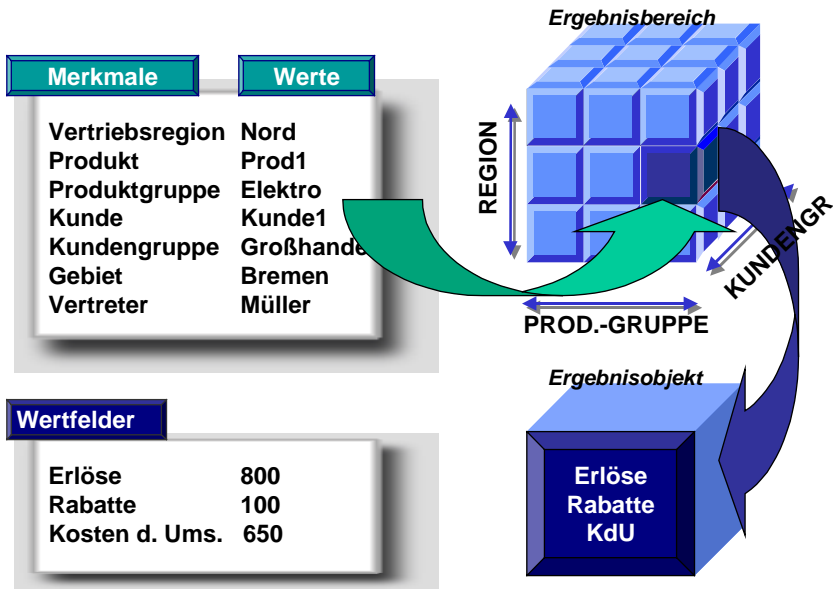 Merkmale Werte
Vertriebsregion Nord
Produkt Prod1
Produktgruppe Elektro
Kunde Kunde1
Kundengruppe Großhande
Gebiet Bremen
Vertreter Müller
Wertfelder
Erlöse 800
Rabatte 100
Kosten d. Ums. 650
Ergebnisbereich
REGION
KUNDENGR
PROD.-GRUPPE
Ergebnisobjekt
Erlöse
Rabatte
KdU